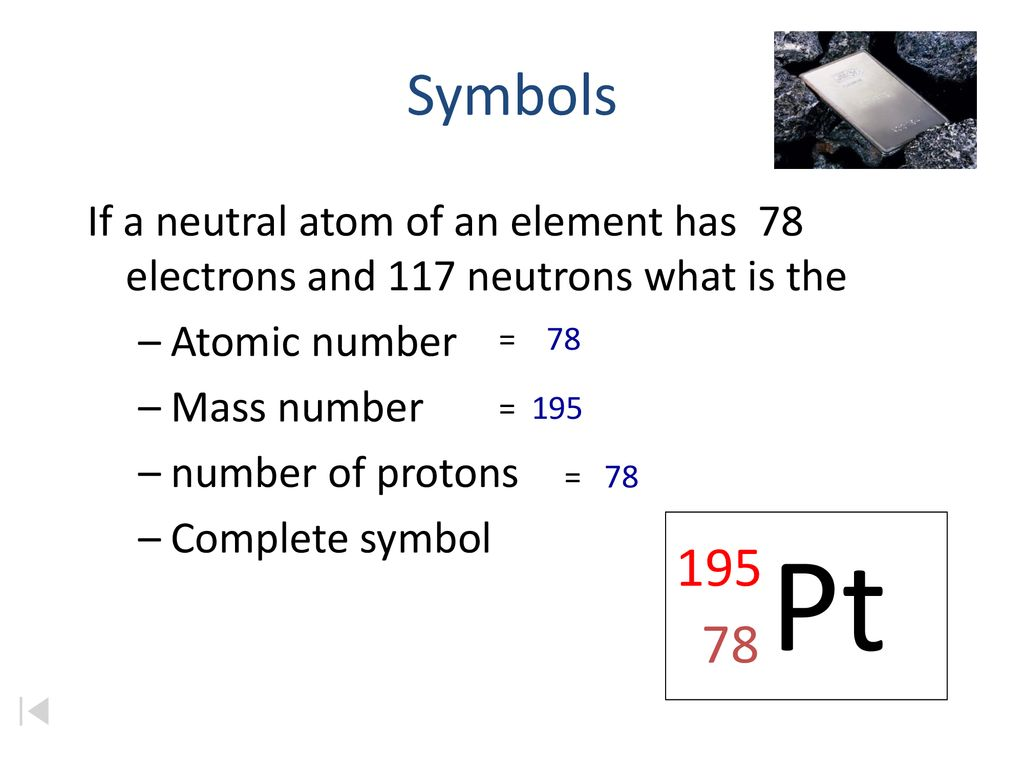 Symbols
If a neutral atom of an element has  78
electrons and 117 neutrons what is the
– Atomic number = 78
– Mass number = 195
– number of protons = 78
– Complete symbol
195
78
Pt